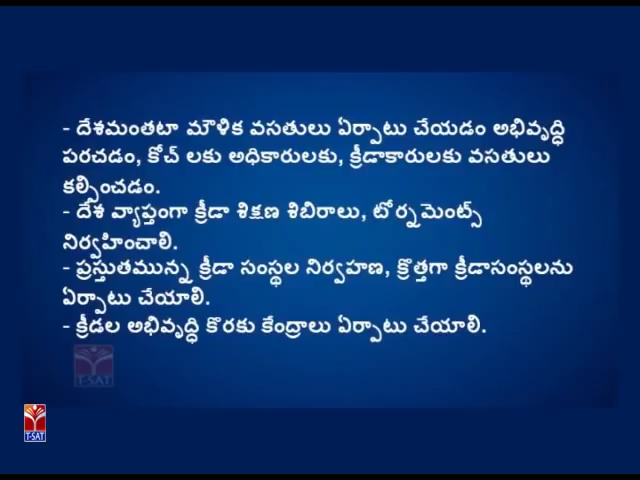 - దేశమంతటా మౌళిక వసతులు ఏర్పాటు చేయడం అభివృద్ధి
పరచడం, కోచ్ లకు అధికారులకు, క్రీడాకారులకు వసతులు
కల్పించడం.
- దేశ వ్యాప్తంగా క్రీడా శిక్షణ శిబిరాలు, టోర్నమెంట్స్
నిర్వహించాలి.
- ప్రస్తుతమున్న క్రీడా సంస్థల నిర్వహణ, క్రొత్తగా క్రీడాసంస్థలను
ఏర్పాటు చేయాలి.
- క్రీడల అభివృద్ధి కొరకు కేంద్రాలు ఏర్పాటు చేయాలి.
T-SAT
T-SAT